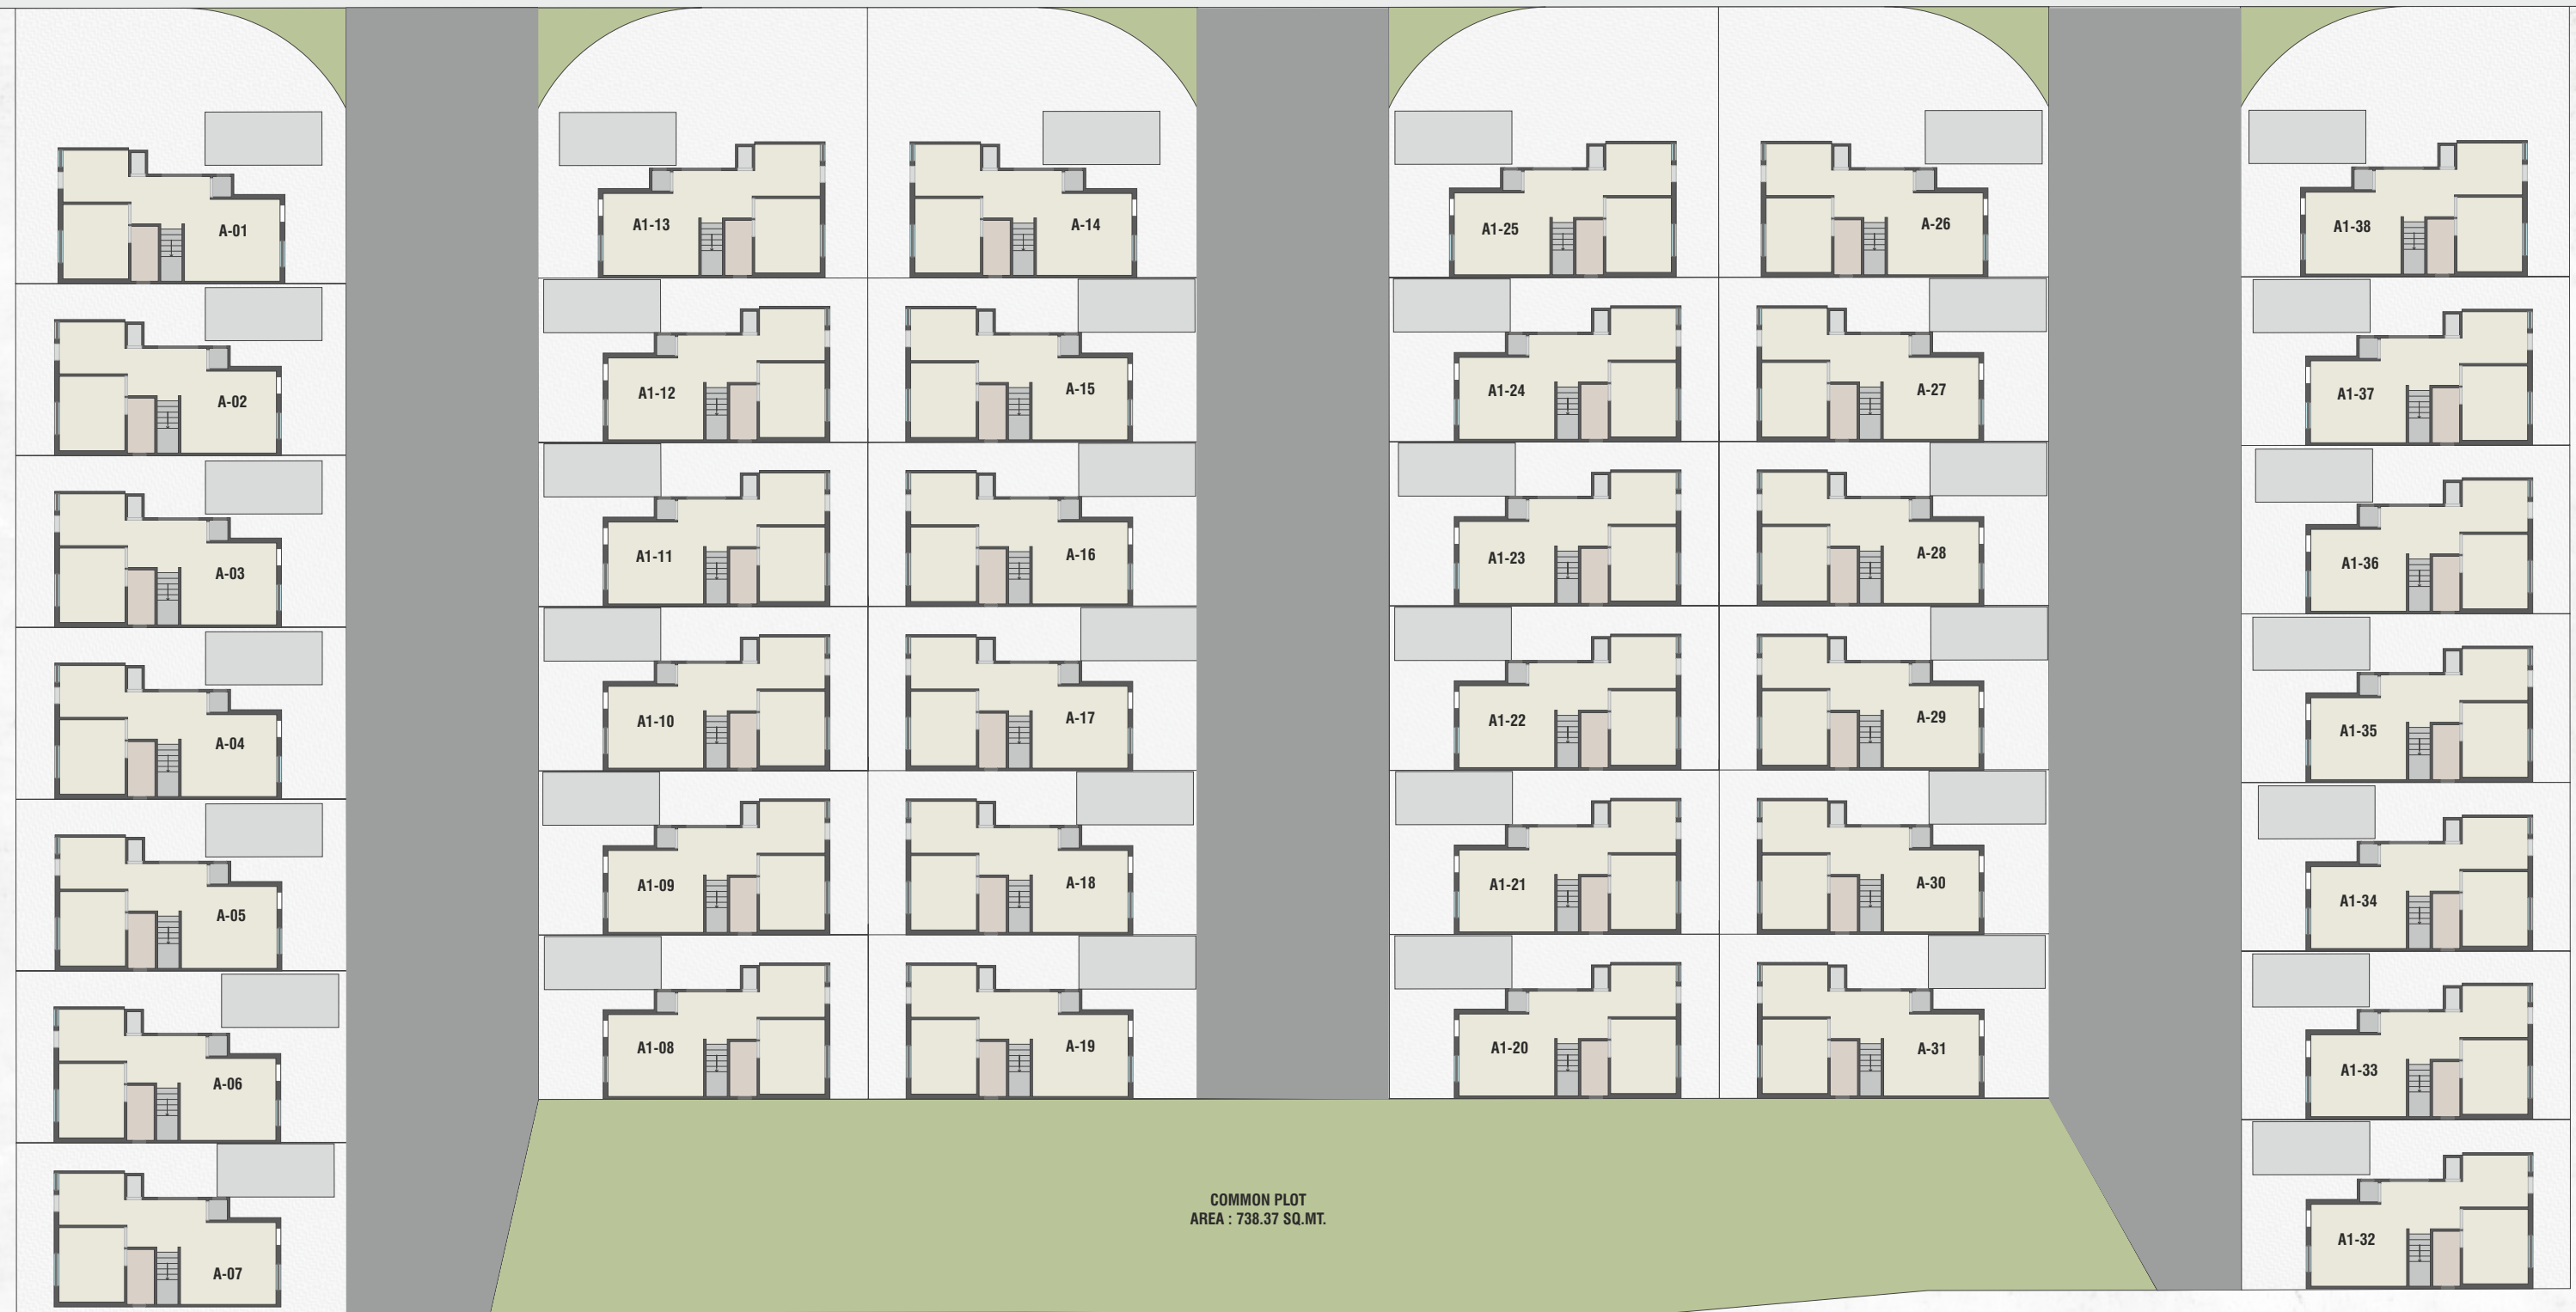 A-01
A1-13
A-14
A1-25
A-26
A1-38
A-02
A1-12
A-15
A1-24
A-27
A1-37
A-03
A1-11
A-16
A1-23
A-28
A1-36
A-04
A1-10
A-17
A1-22
A-29
A1-35
A-05
A1-09
A-18
A1-21
A-30
A1-34
A-06
A1-08
A-19
A1-20
A-31
A1-33
COMMON PLOT
AREA : 738.37 SQ.MT.
A-07
A1-32